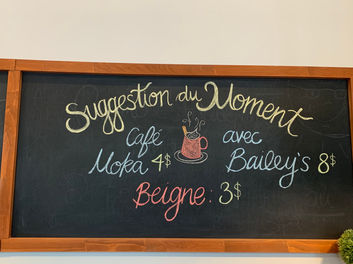 Suggestion du Moment
Café avec
Moka 4$ Bailey's 8$
Beigne: 3$